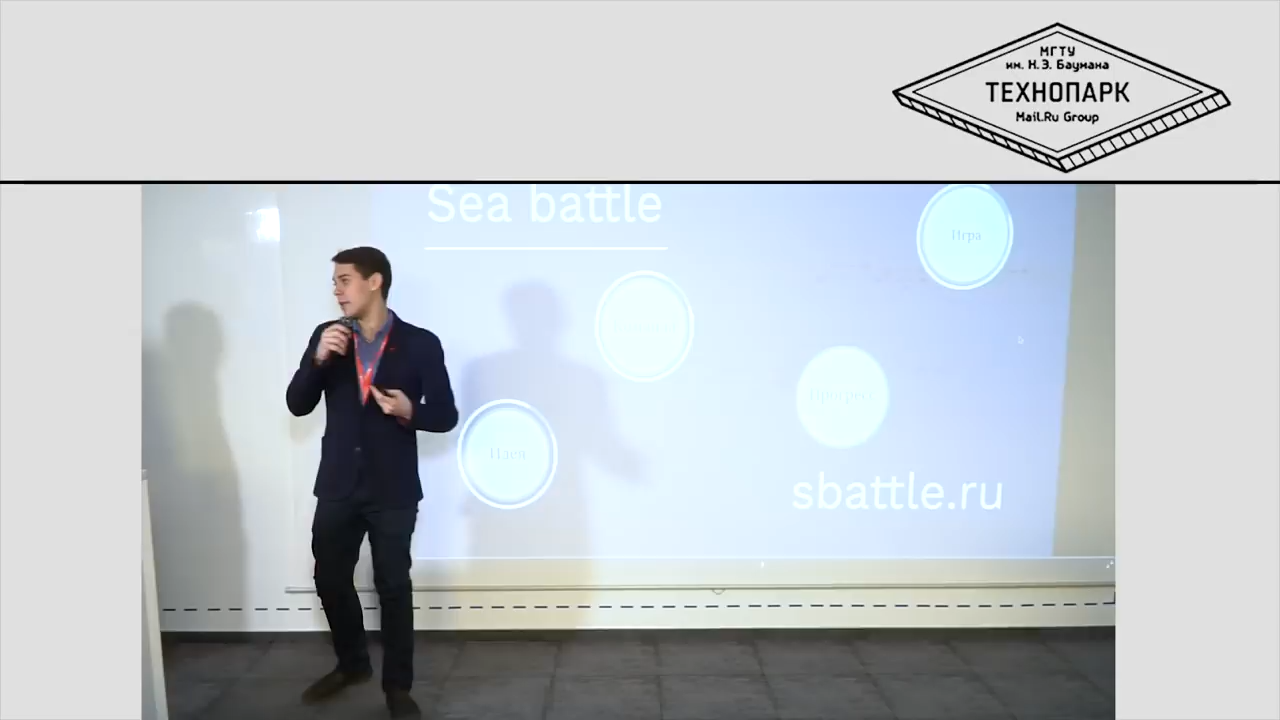 МГТУ
им. Н.Э. Баумана
ТЕХНОПАРК
Mail.Ru Group
Sea battle
Игра
Прогресс
Идея
sbattle.ru